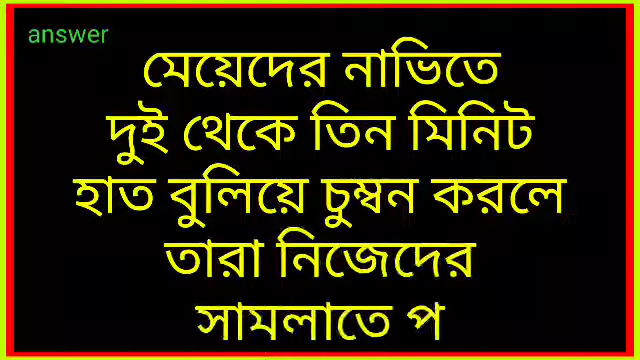 answer
মেয়েদের নাভিতে
দুই থেকে তিন মিনিট
হাত বুলিয়ে চুম্বন করলে
তারা নিজেদের
সামলাতে প